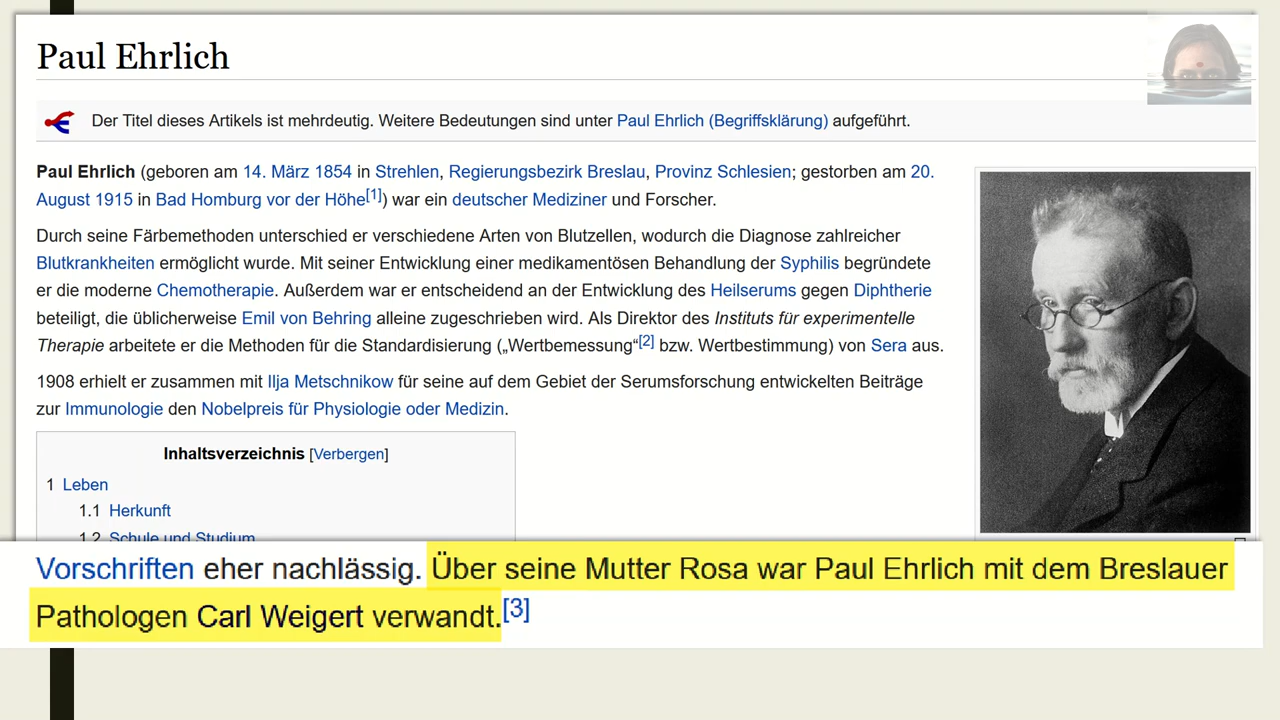 Paul Ehrlich
Der Titel dieses Artikels ist mehrdeutig. Weitere Bedeutungen sind unter Paul Ehrlich (Begriffsklärung) aufgeführt.
Paul Ehrlich (geboren am 14. März 1854 in Strehlen, Regierungsbezirk Breslau, Provinz Schlesien; gestorben am 20.
August 1915 in Bad Homburg vor der Höhe[1]) war ein deutscher Mediziner und Forscher.
Durch seine Färbemethoden unterschied er verschiedene Arten von Blutzellen, wodurch die Diagnose zahlreicher
Blutkrankheiten ermöglicht wurde. Mit seiner Entwicklung einer medikamentösen Behandlung der Syphilis begründete
er die moderne Chemotherapie. Außerdem war er entscheidend an der Entwicklung des Heilserums gegen Diphtherie
beteiligt, die üblicherweise Emil von Behring alleine zugeschrieben wird. Als Direktor des Instituts für experimentelle
Therapie arbeitete er die Methoden für die Standardisierung („Wertbemessung“[2] bzw. Wertbestimmung) von Sera aus.
1908 erhielt er zusammen mit Ilja Metschnikow für seine auf dem Gebiet der Serumsforschung entwickelten Beiträge
zur Immunologie den Nobelpreis für Physiologie oder Medizin.
Inhaltsverzeichnis [Verbergen]
1 Leben
1.1 Herkunft
1.2 Schule und Studium
Vorschriften eher nachlässig. Über seine Mutter Rosa war Paul Ehrlich mit dem Breslauer
Pathologen Carl Weigert verwandt.[3]